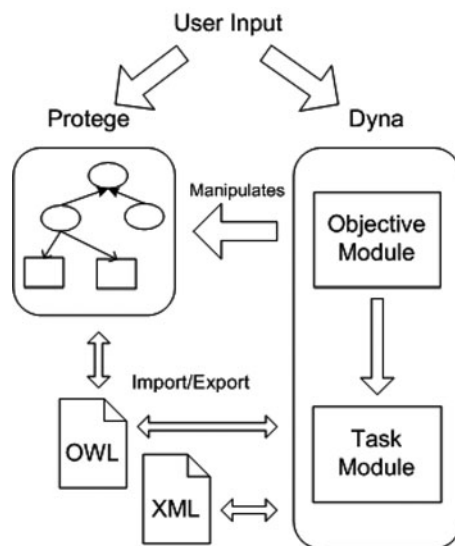 User Input
Protege
Dyna
Manipulates
Objective
Module
Import/Export
OWL
Task
Module
XML